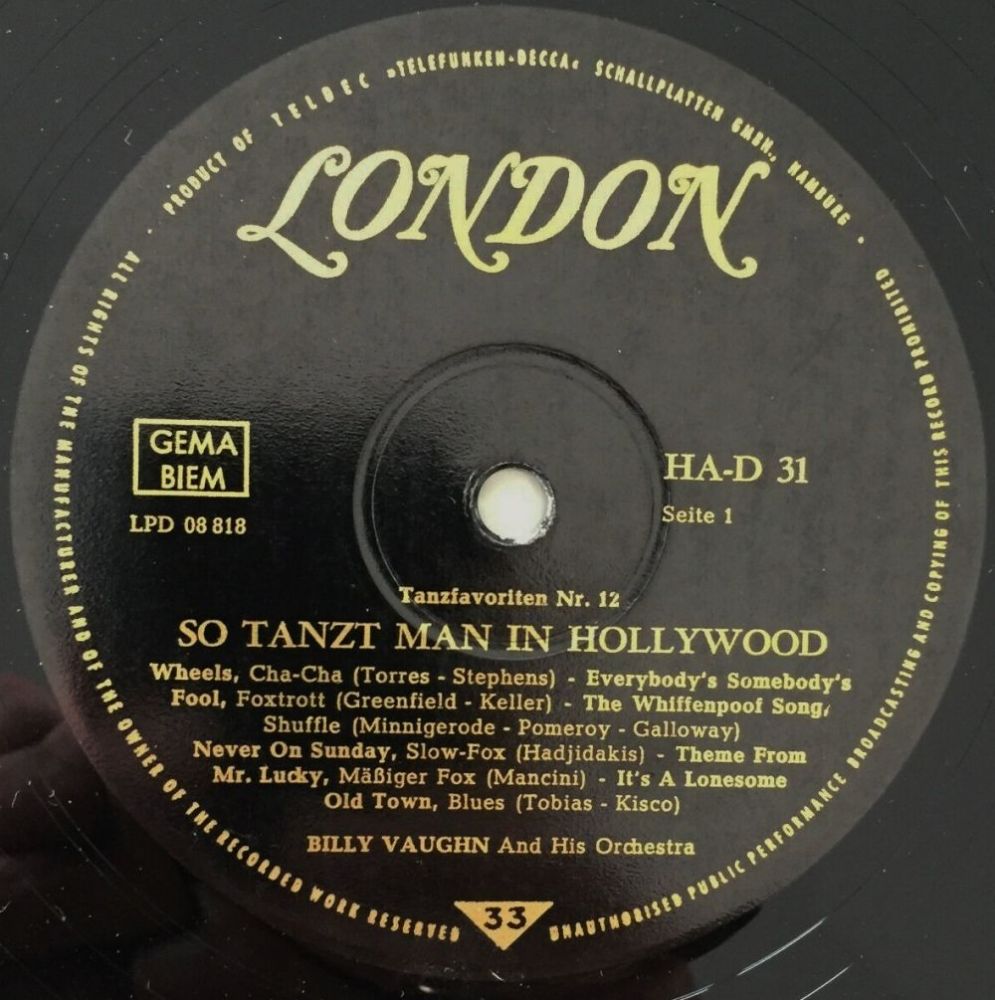 PRODUCT OF TELDEC »TELEFUNKEN-DECCA« SCHALLPLATTEN GMBH., HAMBURG
LONDON
GEMA
BIEM
LPD 08 818
HA-D 31
Seite 1
Tanzfavoriten Nr. 12
SO TANZT MAN IN HOLLYWOOD
Wheels, Cha-Cha (Torres - Stephens) - Everybody's Somebody's
Fool, Foxtrott (Greenfield - Keller) - The Whiffenpoof Song,
Shuffle (Minnigerode - Pomeroy - Galloway)
Never On Sunday, Slow-Fox (Hadjidakis) - Theme From
Mr. Lucky, Mäßiger Fox (Mancini) - It's A Lonesome
Old Town, Blues (Tobias - Kisco)
BILLY VAUGHN And His Orchestra
33
ALL RIGHTS OF THE MANUFACTURER AND OF THE OWNER OF THE RECORDED WORK RESERVED
UNAUTHORISED PUBLIC PERFORMANCE BROADCASTING AND COPYING OF THIS RECORD PROHIBITED